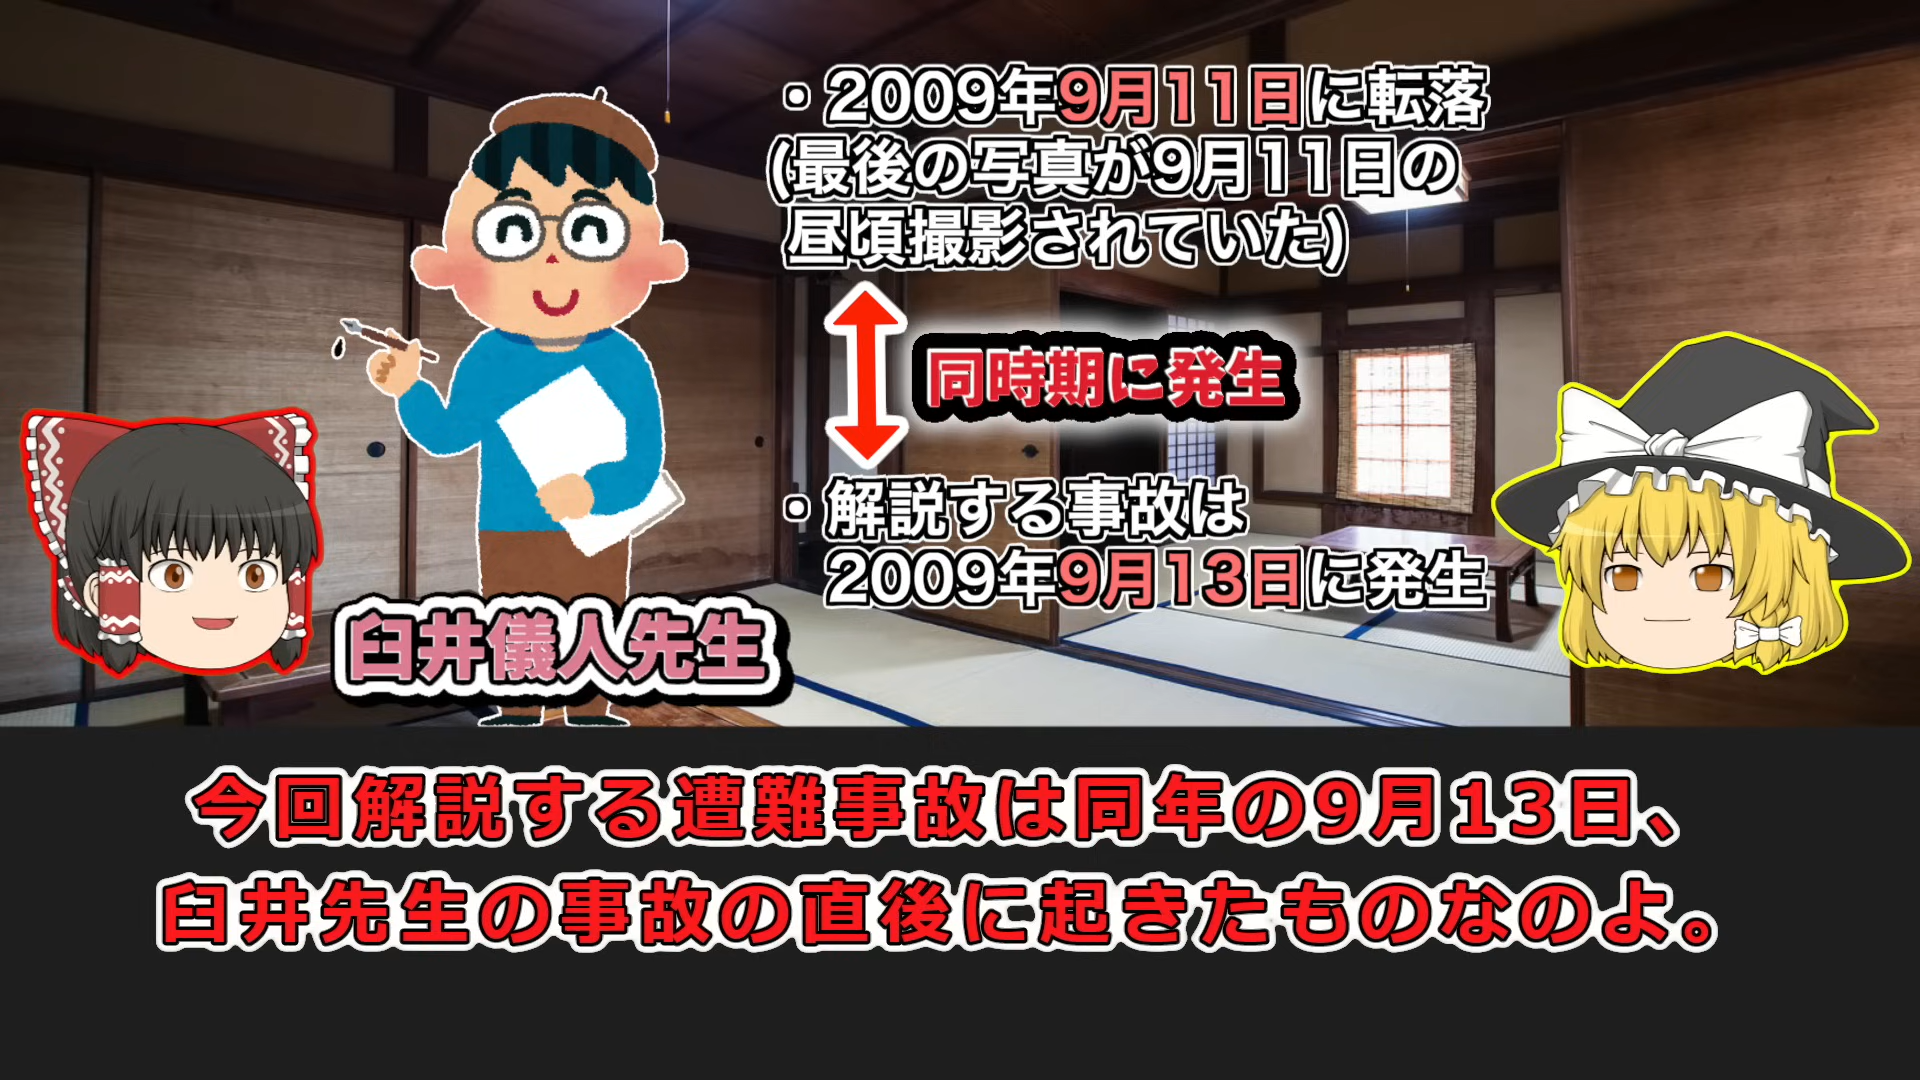 ・2009年9月11日に転落
(最後の写真が9月11日の
昼頃撮影されていた)
同時期に発生
・解説する事故は
2009年9月13日に発生
臼井儀人先生
今回解説する遭難事故は同年の9月13日、
臼井先生の事故の直後に起きたものなのよ。